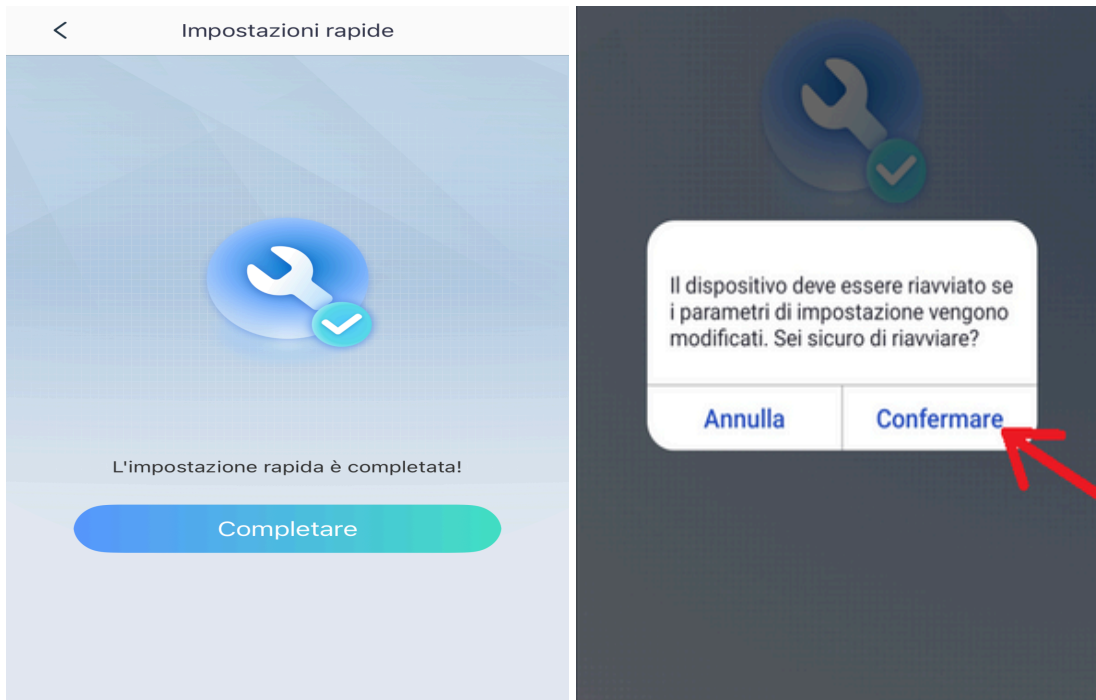 Impostazioni rapide
L'impostazione rapida è completata!
Completare
Il dispositivo deve essere riavviato se
i parametri di impostazione vengono
modificati. Sei sicuro di riavviare?
Annulla
Confermare